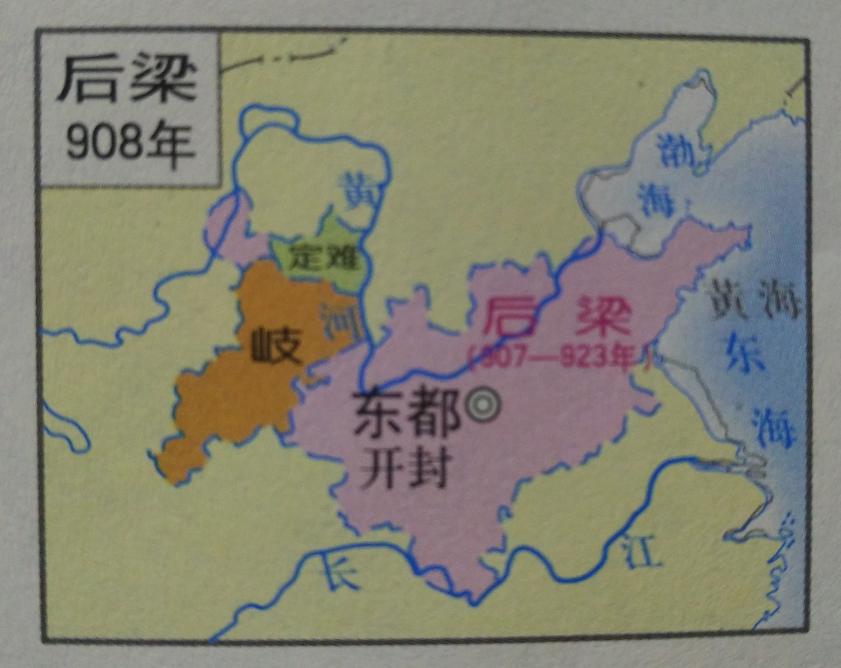 后梁
908年
渤
海
黄
定难
河
岐
后梁
(907—923年)
黄海
东
海
东都
开封
长
江